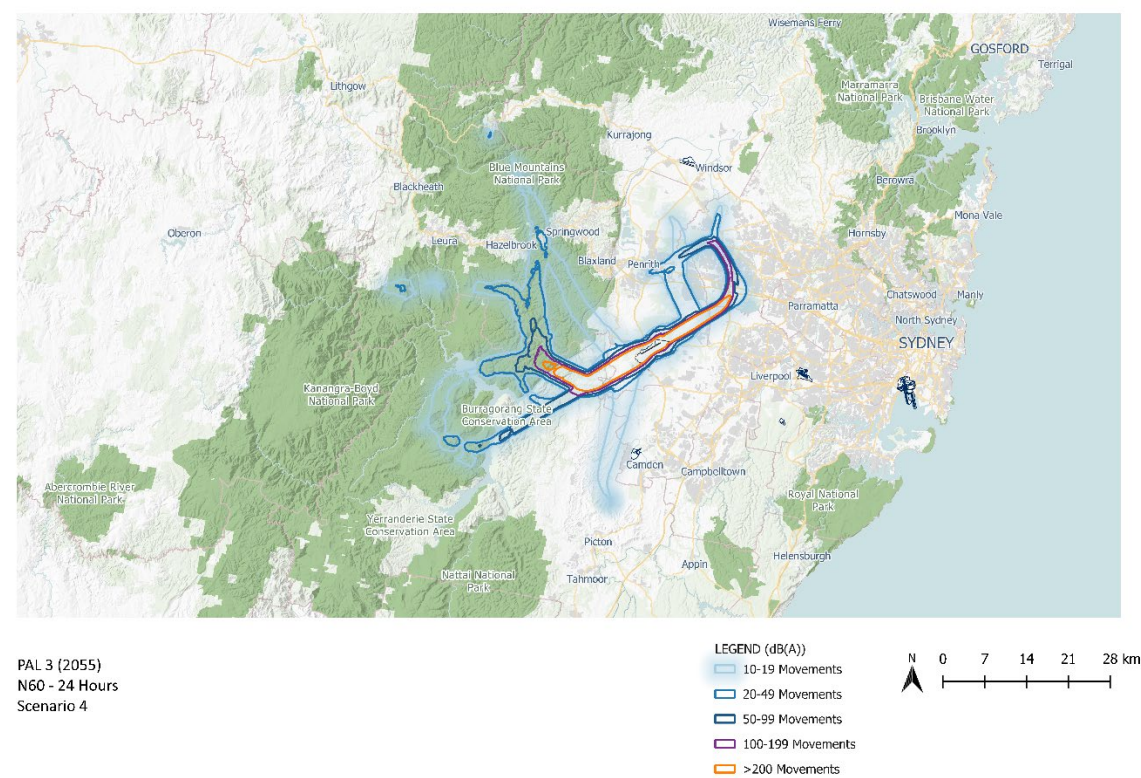 Wisemans Ferry
GOSFORD
Terrigal
Lithgow
Marramarra
National Park
Brisbane Water
National Park
Brooklyn
Kurrajong
Blue Mountains
National Park
Windsor
Blackheath
Berowra
Mona Vale
Oberon
Leura
Hazelbrook
Springwood
Hornsby
Blaxland
Penrith
Chatswood
Manly
Parramatta
North Sydney
SYDNEY
Liverpool
Kanangra-Boyd
National Park
Burragorang State
Conservation Area
Camden
Campbelltown
Abercrombie River
National Park
Royal National
Park
Yerranderie State
Conservation Area
Picton
Helensburgh
Appin
Nattai National
Park
Tahmoor
PAL 3 (2055)
N60 - 24 Hours
Scenario 4
LEGEND (dB(A))
10-19 Movements
20-49 Movements
50-99 Movements
100-199 Movements
>200 Movements
N
0 7 14 21 28 km